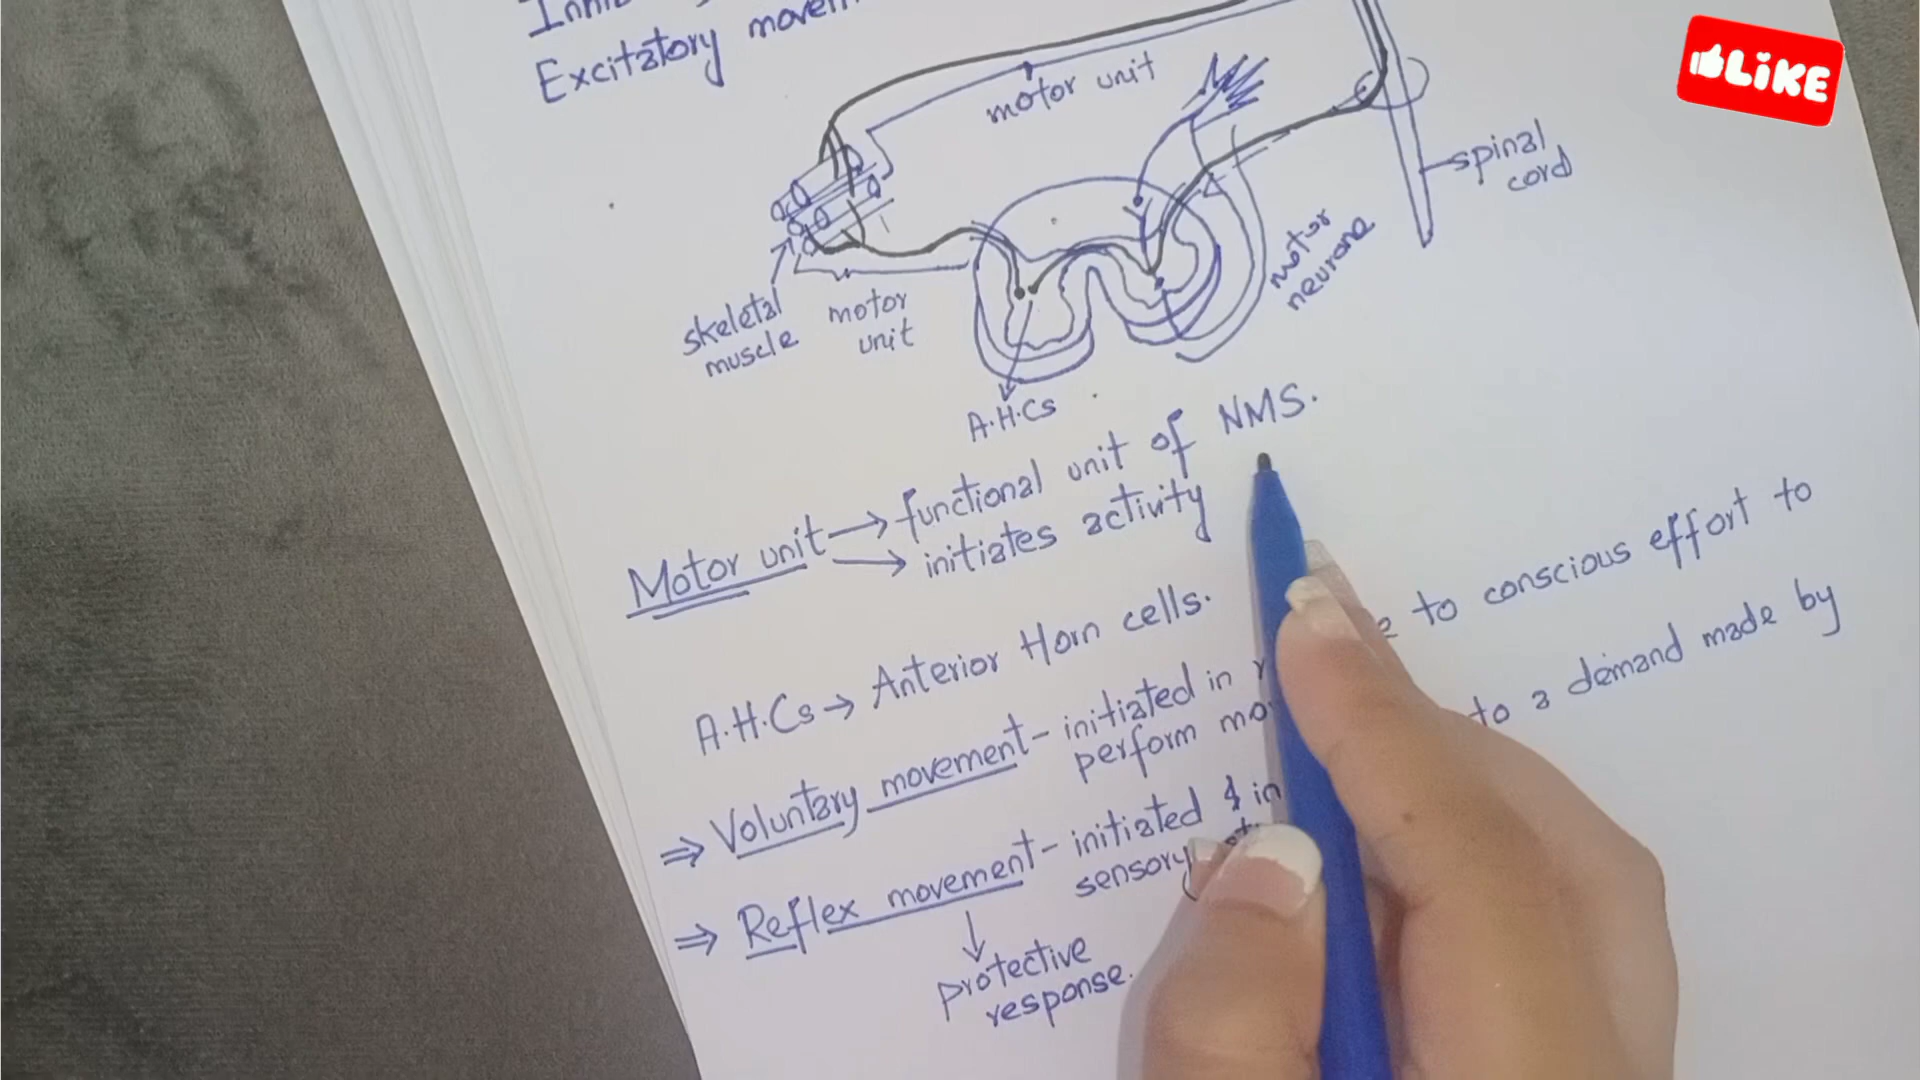 Excitatory
motor unit
LiKE
spinal
cord
motor
neurone
skeletal
muscle
motor
unit
A.H.Cs
Motor unit → functional unit of NMS.
→ initiates activity
A.H.Cs → Anterior Horn cells.
⇒ Voluntary movement - initiated in to conscious effort to
perform
⇒ Reflex movement - initiated & in to a demand made by
sensory
↓
protective
response.